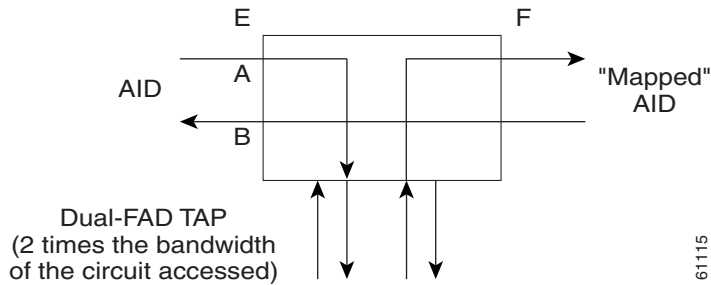 E
F
A
AID
"Mapped"
AID
B
Dual-FAD TAP
(2 times the bandwidth
of the circuit accessed)
61115